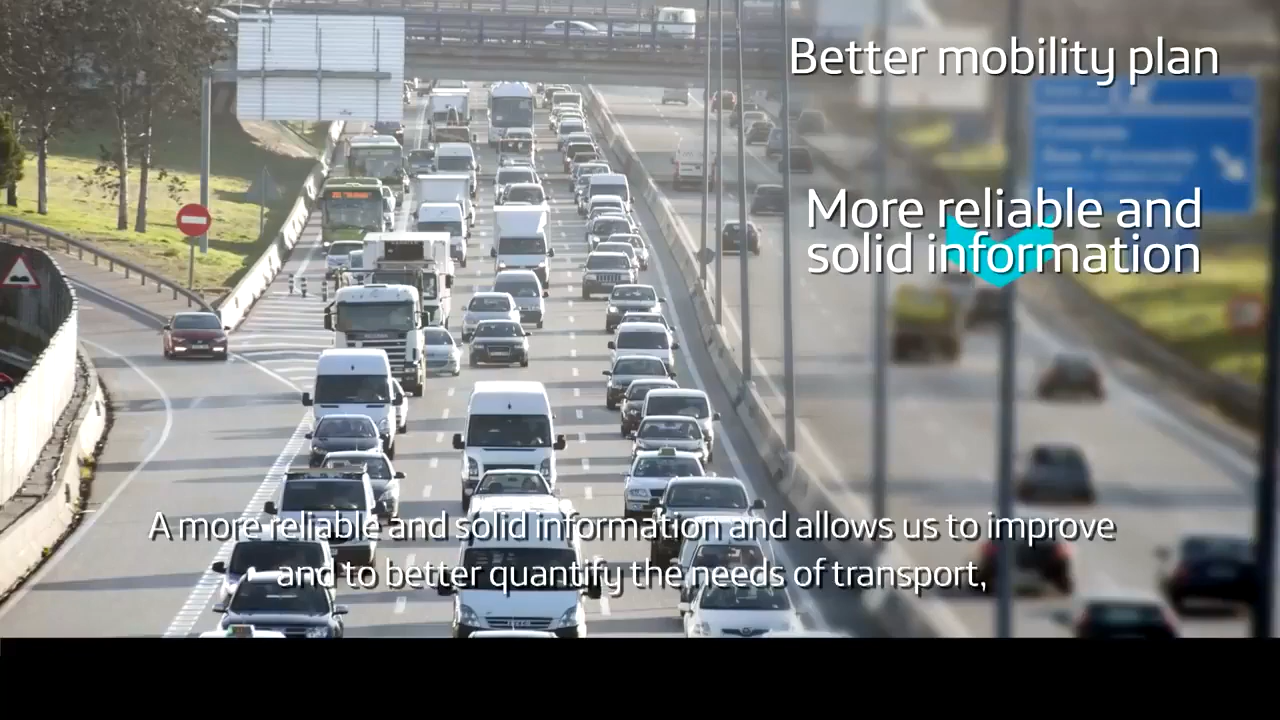 Better mobility plan
More reliable and
solid information
A more reliable and solid information and allows us to improve
and to better quantify the needs of transport,
IVECO